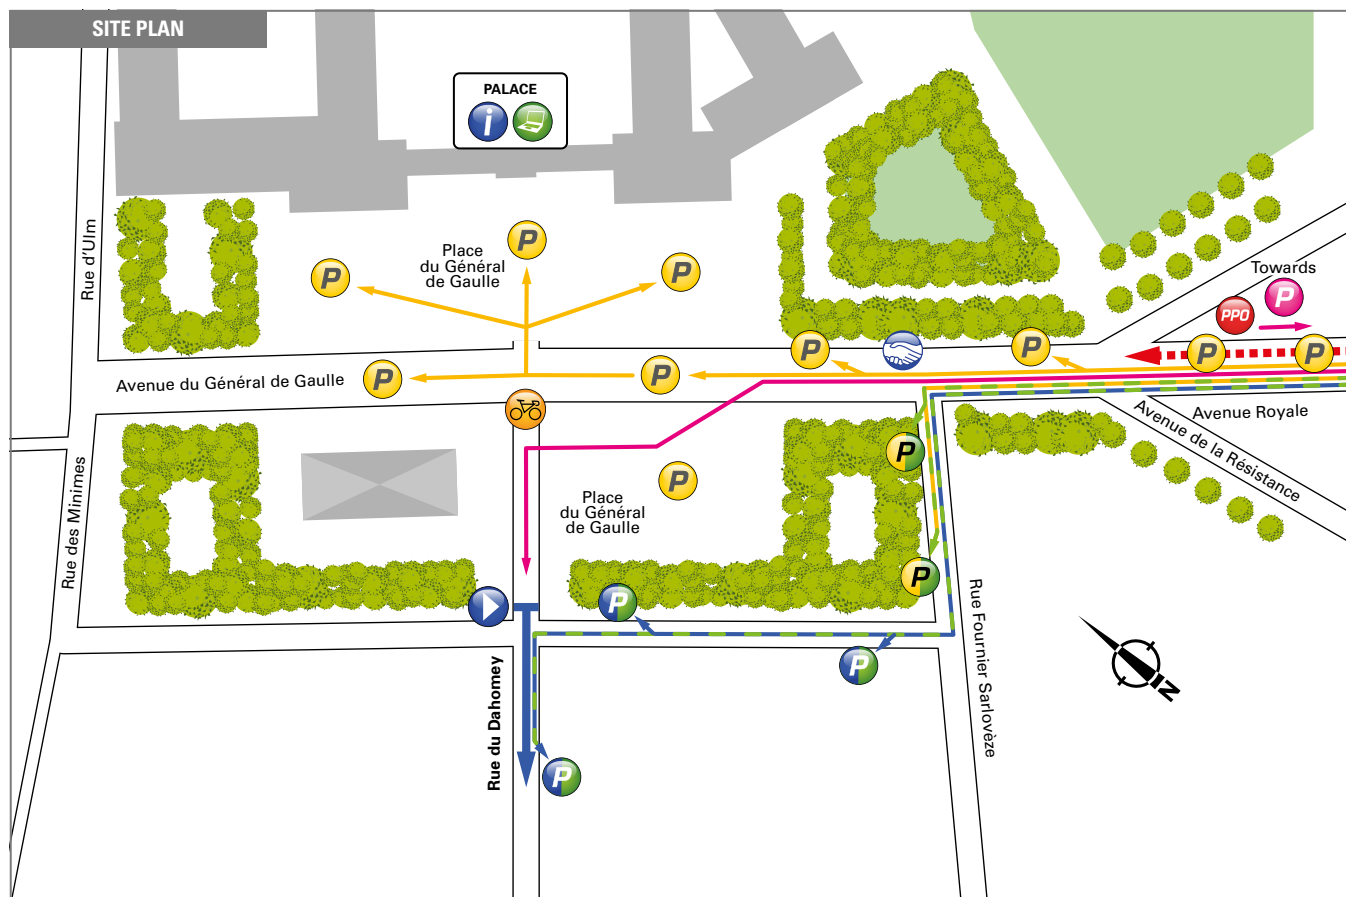 SITE PLAN
PALACE
i
Rue d'Ulm
Place
du Général
de Gaulle
P
P
P
Towards
P
PPO
P
P
P
P
Avenue du Général de Gaulle
P
P
Avenue Royale
Avenue de la Résistance
P
P
Place
du Général
de Gaulle
Rue des Minimes
P
P
Rue Fournier Sarlovèze
P
Rue du Dahomey
P
N